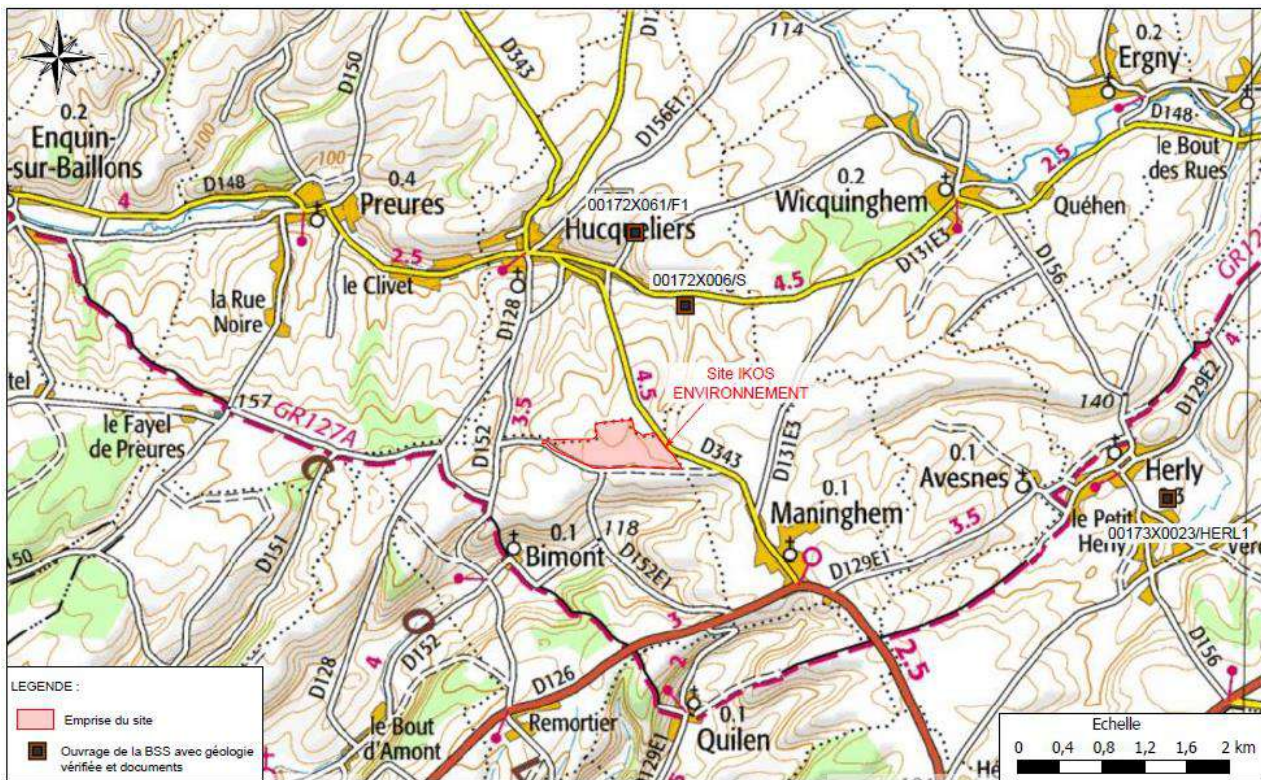 114
D343
D150
D156E1
0.2
Ergny
0.2
Enquin-
-sur-Baillons
100
100
D148
le Bout
des Rues
2.5
D148
4
0.4
Preures
0.2
Wicquinghem
Quéhen
00172X061/F1
Hucqueliers
2.5
le Clivet
la Rue
Noire
D128
00172X006/S
4.5
D131E3
D156
GR12
4
D129E2
Site IKOS
ENVIRONNEMENT
4.5
3.5
157
GR127A
le Fayel
de Préures
D152
D343
D131E3
140
0.1
Avesnes
Herly
3
le Petit
Herly
00173X0023/HERL1
3.5
0.1
Maninghem
118
D152E1
D129E1
0.1
Bimont
D151
150
D128
4
D152
3
D126
2
2.5
D156
le Bout
d'Amont
Remortier
0.1
Quilen
D129E1
LEGENDE :
Emprise du site
Ouvrage de la BSS avec géologie
vérifiée et documents
Echelle
0 0,4 0,8 1,2 1,6 2 km